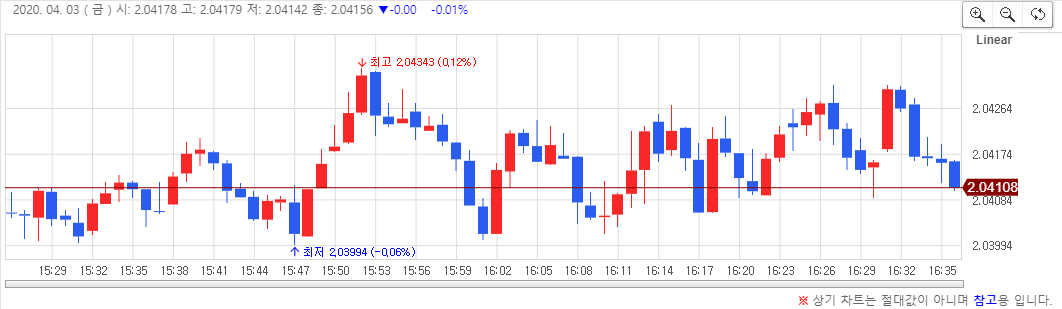 2020. 04. 03 ( 금 ) 시: 2.04178 고: 2.04179 저: 2.04142 종: 2.04156 ▼-0.00 -0.01%
Linear
↓ 최고 2,04343 (0,12%)
2.04264
2.04174
2.04108
2.04084
2.03994
↑ 최저 2,03994 (-0,06%)
15:29 15:32 15:35 15:38 15:41 15:44 15:47 15:50 15:53 15:56 15:59 16:02 16:05 16:08 16:11 16:14 16:17 16:20 16:23 16:26 16:29 16:32 16:35
※ 상기 차트는 절대값이 아니며 참고용 입니다.